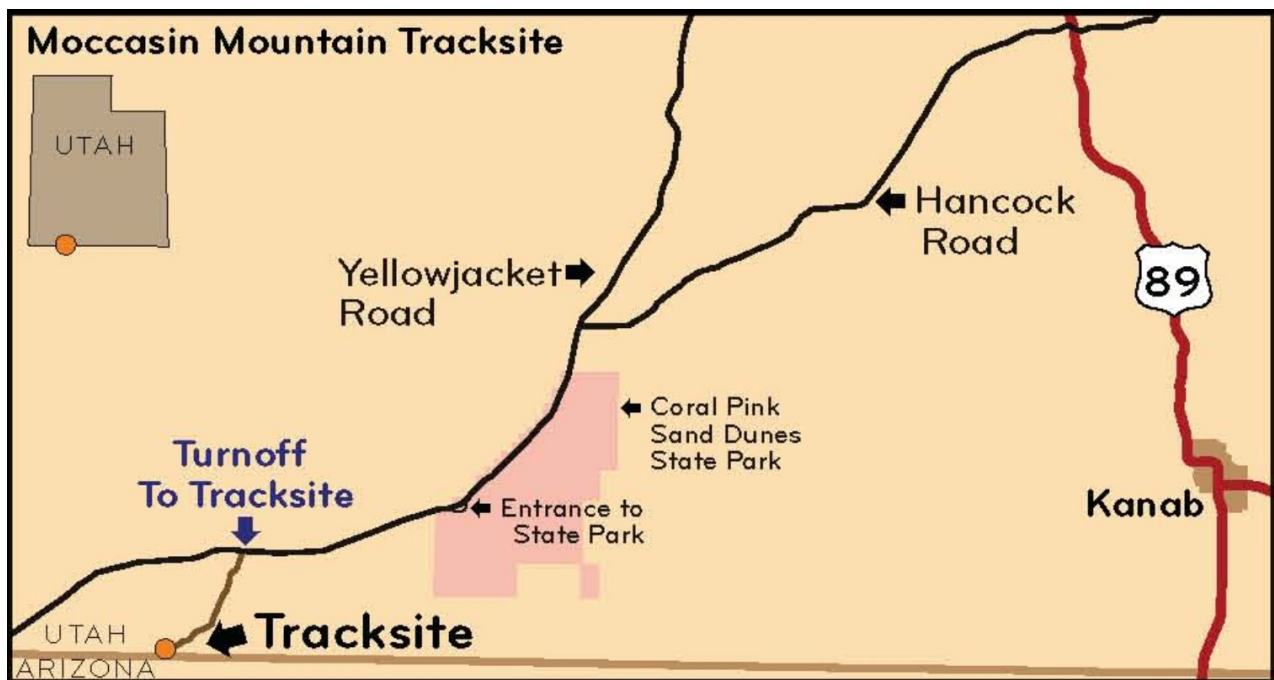 Moccasin Mountain Tracksite
UTAH
Hancock
Road
Yellowjacket
Road
89
Coral Pink
Sand Dunes
State Park
Turnoff
To Tracksite
Entrance to
State Park
Kanab
Tracksite
UTAH
ARIZONA